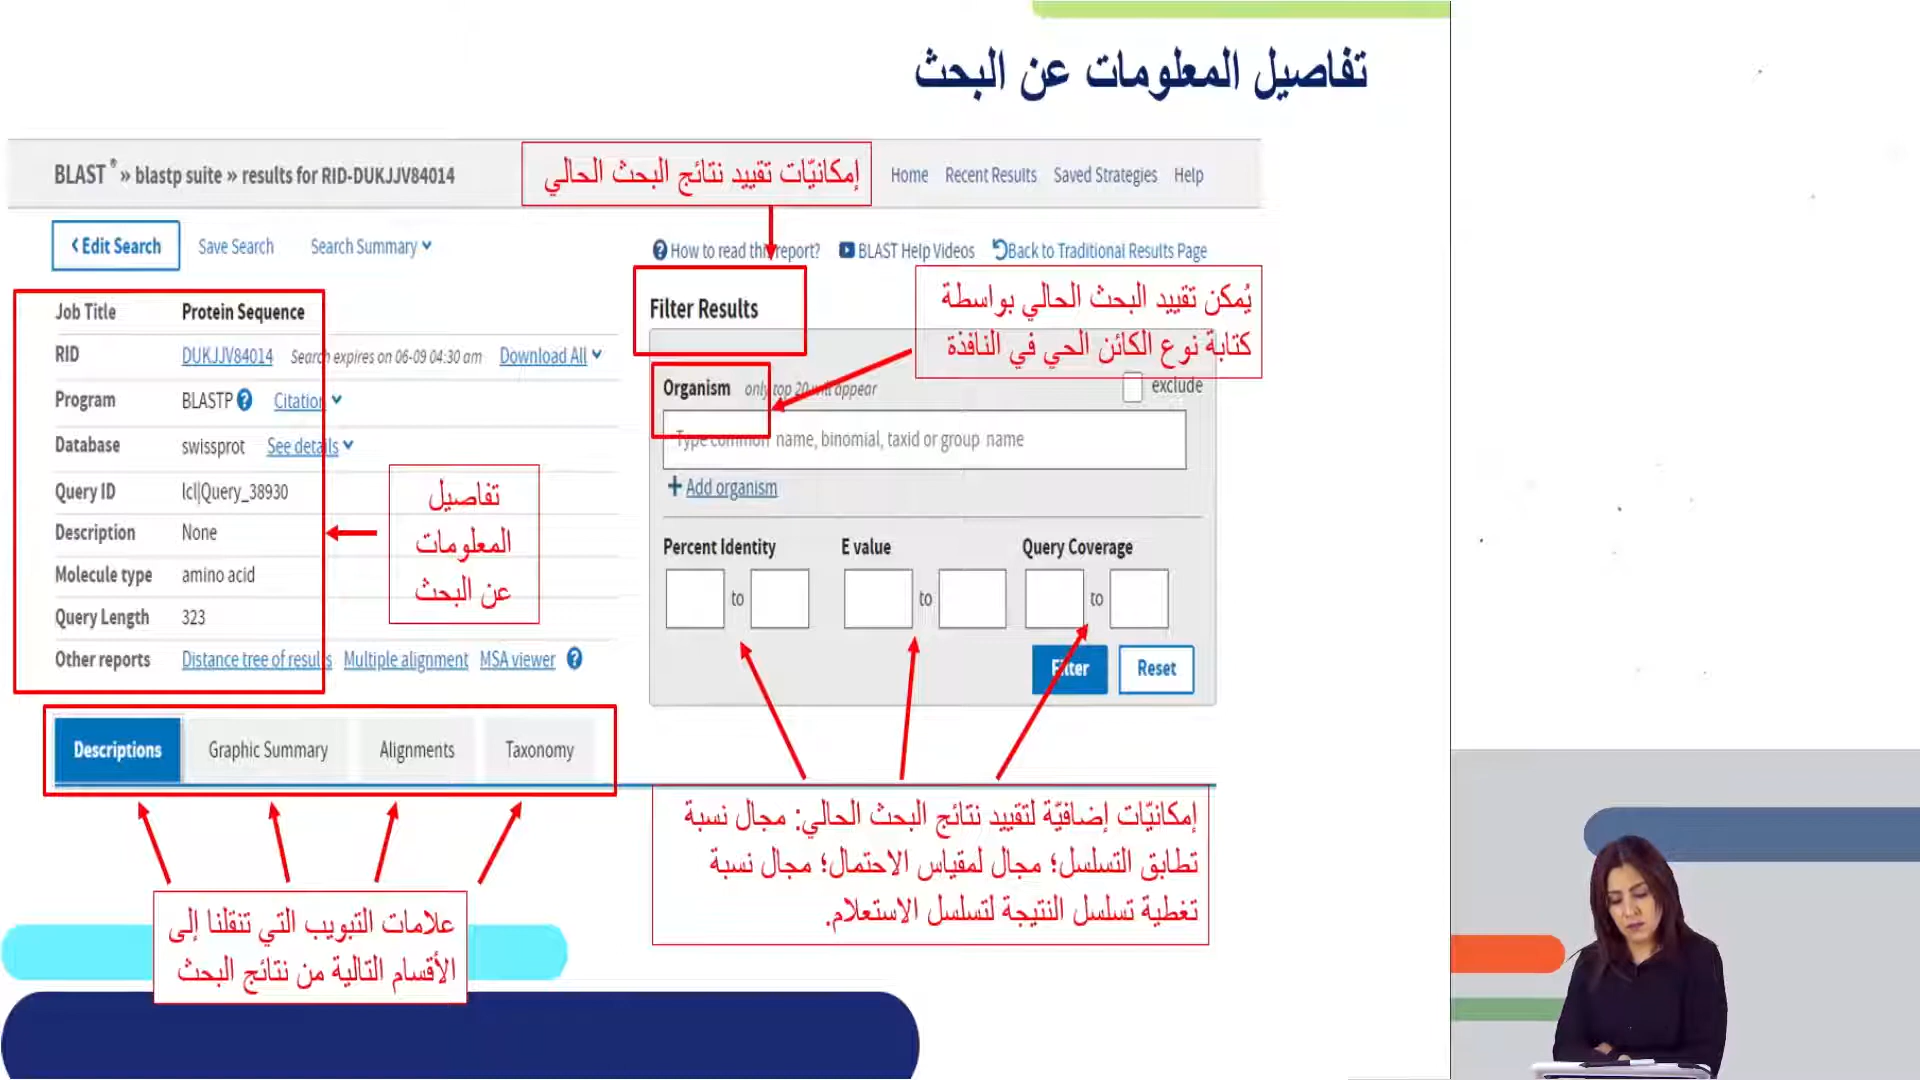 تفاصيل المعلومات عن البحث
BLAST ® » blastp suite » results for RID-DUKJJV84014
إمكانيّات تقييد نتائج البحث الحالي
Home Recent Results Saved Strategies Help
Edit Search Save Search Search Summary
How to read this report? BLAST Help Videos Back to Traditional Results Page
Job Title Protein Sequence
RID DUKJJV84014 Search expires on 06-09 04:30 am Download All
Program BLASTP Citation
Database swissprot See details
Query ID lcl|Query_38930
Description None
Molecule type amino acid
Query Length 323
Other reports Distance tree of results Multiple alignment MSA viewer
تفاصيل
المعلومات
عن البحث
Filter Results
يُمكن تقييد البحث الحالي بواسطة
كتابة نوع الكائن الحي في النافذة
Organism only top 20 will appear
exclude
Type common name, binomial, taxid or group name
+ Add organism
Percent Identity E value Query Coverage
to to to
Filter Reset
Descriptions Graphic Summary Alignments Taxonomy
إمكانيّات إضافيّة لتقييد نتائج البحث الحالي: مجال نسبة
تطابق التسلسل؛ مجال لمقياس الاحتمال؛ مجال نسبة
تغطية تسلسل النتيجة لتسلسل الاستعلام.
علامات التبويب التي تنقلنا إلى
الأقسام التالية من نتائج البحث